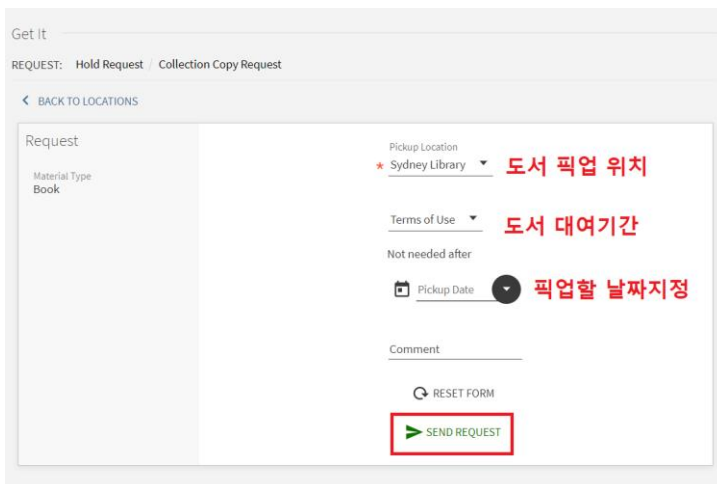 Get It
REQUEST: Hold Request / Collection Copy Request
BACK TO LOCATIONS
Request
Material Type
Book
Pickup Location
* Sydney Library 도서 픽업 위치
Terms of Use 도서 대여기간
Not needed after
Pickup Date 픽업할 날짜지정
Comment
RESET FORM
SEND REQUEST